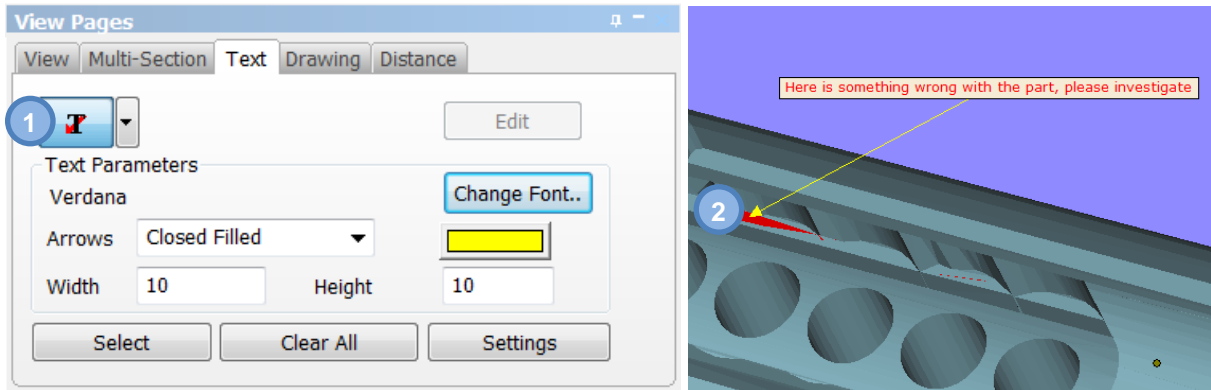 View Pages
View Multi-Section Text Drawing Distance
1 T Edit
Text Parameters
Verdana Change Font..
Arrows Closed Filled
Width 10 Height 10
Select Clear All Settings
Here is something wrong with the part, please investigate
2